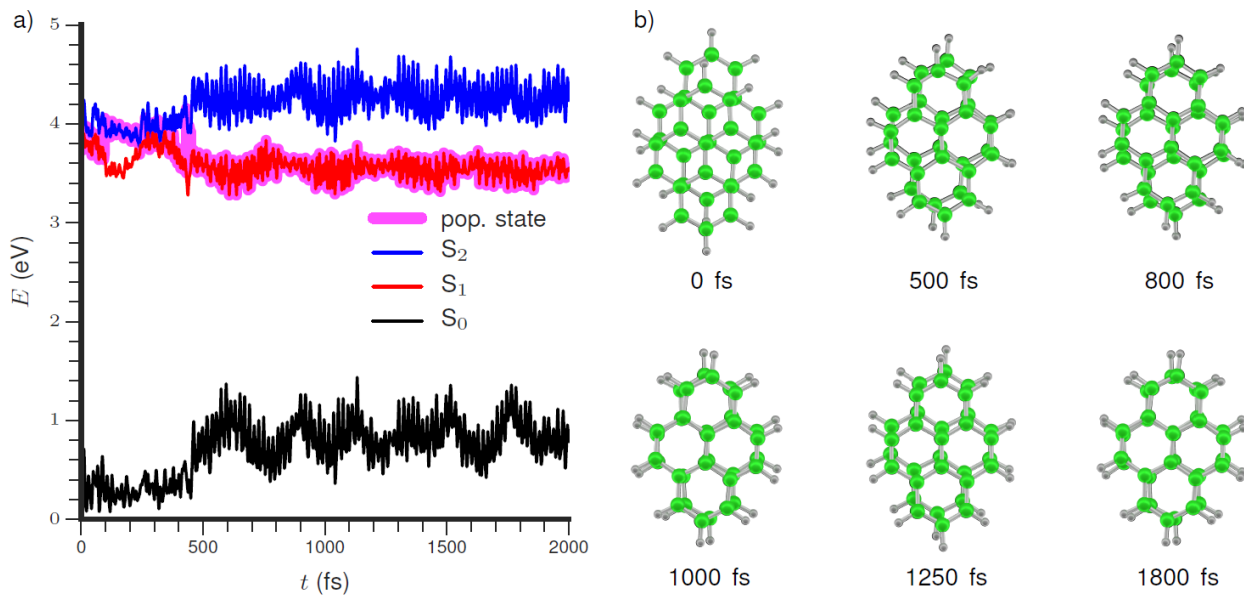 a)
5
4
3
2
1
0
E (eV)
pop. state
S₂
S₁
S₀
0
500
1000
1500
2000
t (fs)
b)
0 fs
500 fs
800 fs
1000 fs
1250 fs
1800 fs